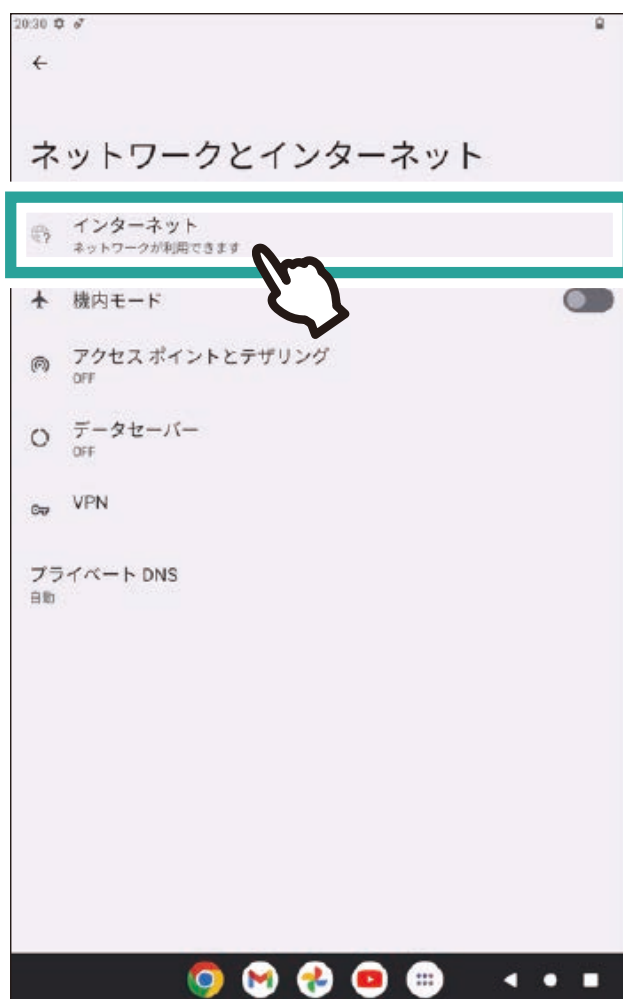 20:30
ネットワークとインターネット
インターネット
ネットワークが利用できます
機内モード
アクセス ポイントとテザリング
OFF
データセーバー
OFF
VPN
プライベート DNS
自動